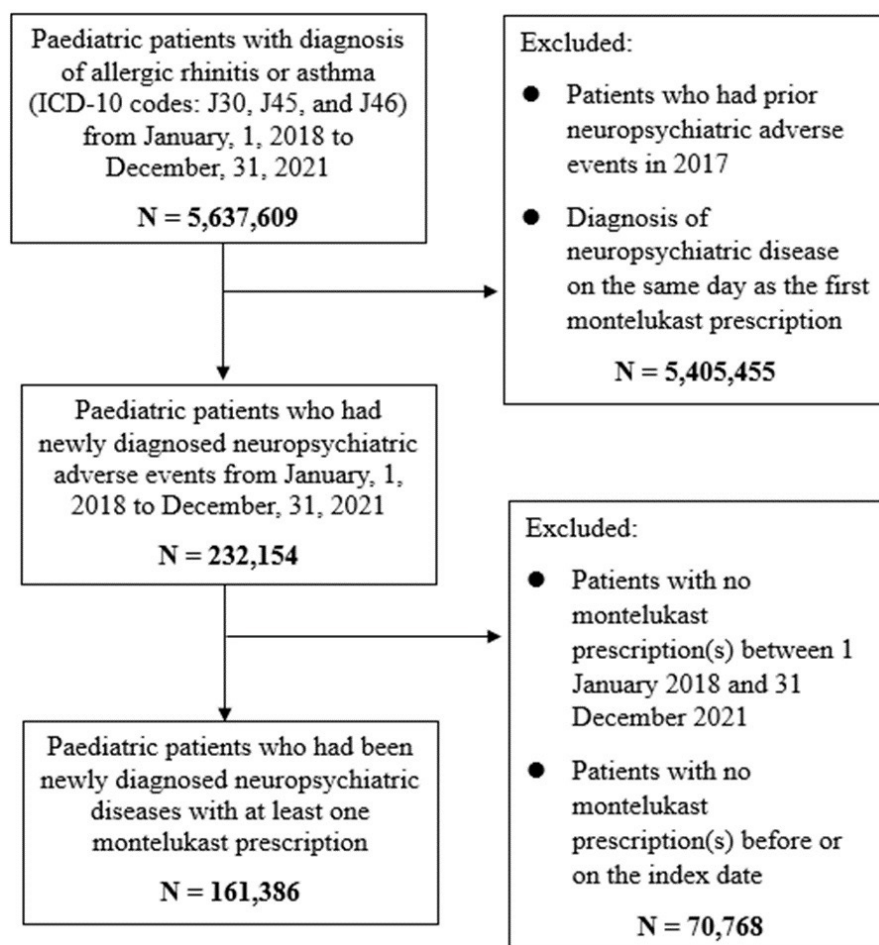 Paediatric patients with diagnosis
of allergic rhinitis or asthma
(ICD-10 codes: J30, J45, and J46)
from January, 1, 2018 to
December, 31, 2021
N = 5,637,609
Excluded:
● Patients who had prior
neuropsychiatric adverse
events in 2017
● Diagnosis of
neuropsychiatric disease
on the same day as the first
montelukast prescription
N = 5,405,455
Paediatric patients who had
newly diagnosed neuropsychiatric
adverse events from January, 1,
2018 to December, 31, 2021
N = 232,154
Excluded:
● Patients with no
montelukast
prescription(s) between 1
January 2018 and 31
December 2021
● Patients with no
montelukast
prescription(s) before or
on the index date
N = 70,768
Paediatric patients who had been
newly diagnosed neuropsychiatric
diseases with at least one
montelukast prescription
N = 161,386